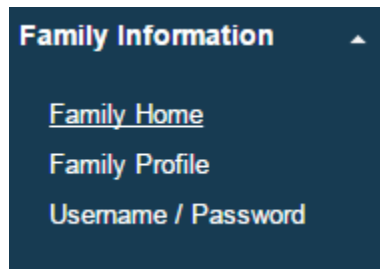 Family Information
Family Home
Family Profile
Username / Password